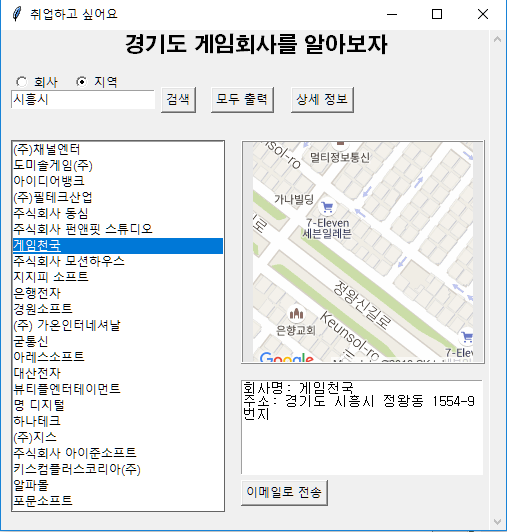 취업하고 싶어요
경기도 게임회사를 알아보자
회사 지역
시흥시 검색 모두 출력 상세 정보
(주)채널엔터
도미솔게임(주)
아이디어뱅크
(주)필테크산업
주식회사 동심
주식회사 펀앤핏 스튜디오
게임천국
주식회사 모션하우스
지지피 소프트
은행전자
경원소프트
(주) 가온인터네셔날
굳통신
아레스소프트
대산전자
뷰티플엔터테이먼트
명 디지털
하나테크
(주)지스
주식회사 아이준소프트
키스컴플러스코리아(주)
알파몰
포문소프트
unsol-ro
멀티정보통신
가나빌딩
7-Eleven
세븐일레븐
정왕신길로
은향교회
Keunsol-ro
7-Ele
세븐일
Google
회사명: 게임천국
주소: 경기도 시흥시 정왕동 1554-9
번지
이메일로 전송